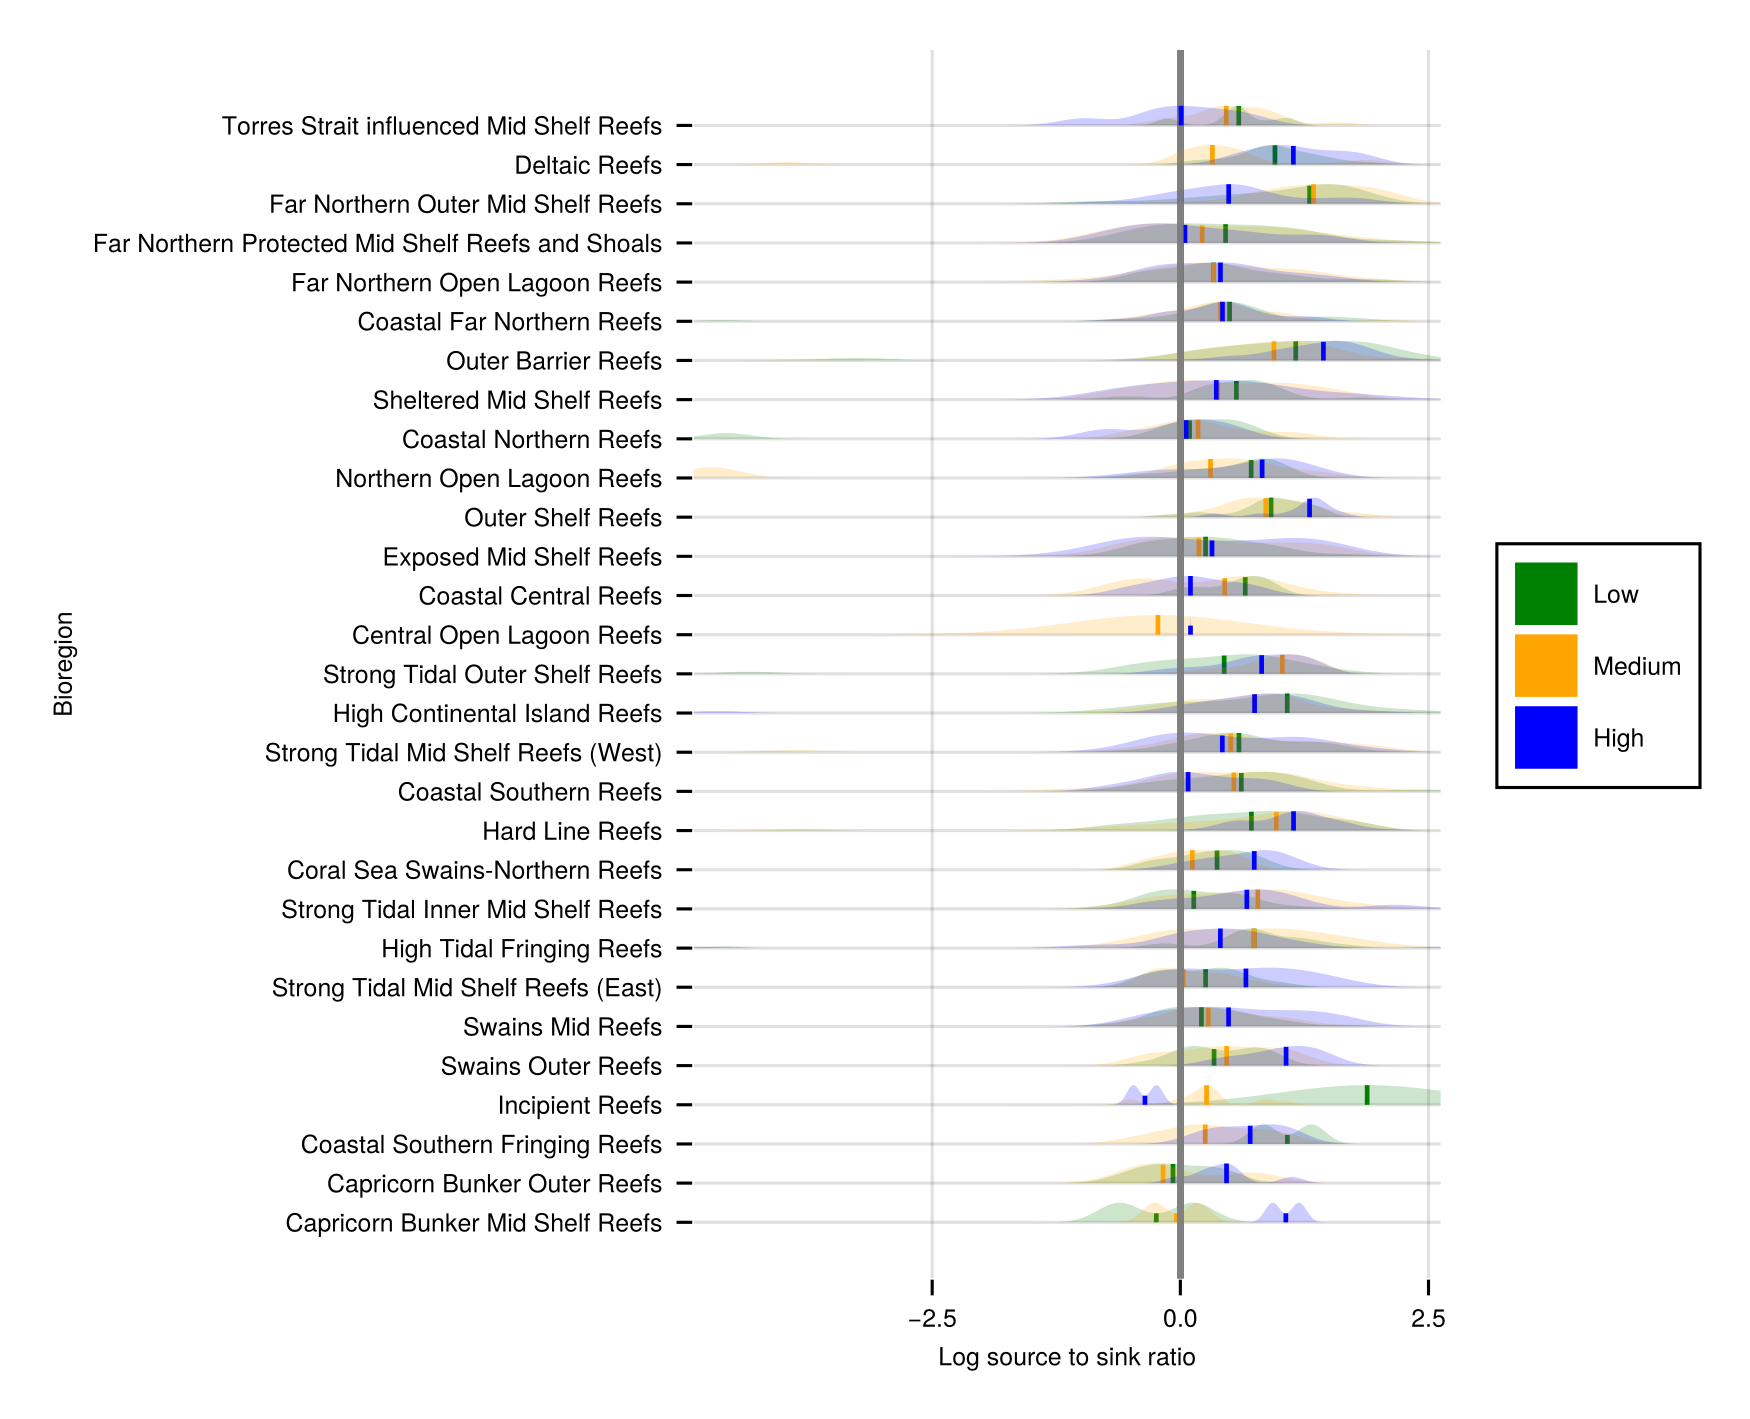 Torres Strait influenced Mid Shelf Reefs
Deltaic Reefs
Far Northern Outer Mid Shelf Reefs
Far Northern Protected Mid Shelf Reefs and Shoals
Far Northern Open Lagoon Reefs
Coastal Far Northern Reefs
Outer Barrier Reefs
Sheltered Mid Shelf Reefs
Coastal Northern Reefs
Northern Open Lagoon Reefs
Outer Shelf Reefs
Exposed Mid Shelf Reefs
Coastal Central Reefs
Central Open Lagoon Reefs
Strong Tidal Outer Shelf Reefs
High Continental Island Reefs
Strong Tidal Mid Shelf Reefs (West)
Coastal Southern Reefs
Hard Line Reefs
Coral Sea Swains-Northern Reefs
Strong Tidal Inner Mid Shelf Reefs
High Tidal Fringing Reefs
Strong Tidal Mid Shelf Reefs (East)
Swains Mid Reefs
Swains Outer Reefs
Incipient Reefs
Coastal Southern Fringing Reefs
Capricorn Bunker Outer Reefs
Capricorn Bunker Mid Shelf Reefs
Bioregion
−2.5 0.0 2.5
Log source to sink ratio
Low
Medium
High